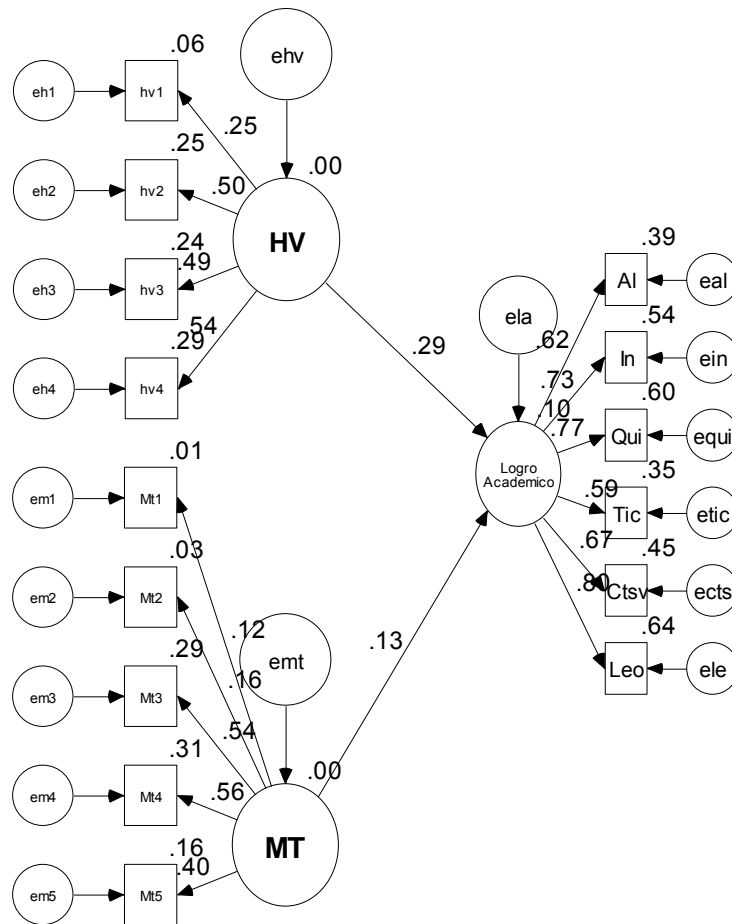 .06
ehv
eh1
hv1
.25
.25
.00
eh2
hv2
.50
HV
.24
eh3
hv3
.49
.39
Al
eal
ela
.54
.29
.62
.54
eh4
hv4
.29
In
ein
.73
.60
.10
.77
Qui
equi
.01
Logro
Academico
.35
em1
Mt1
.59
Tic
etic
.67
.45
.03
em2
Mt2
.80
Ctsv
ects
.12
.13
.64
.29
emt
Leo
ele
.16
em3
Mt3
.54
.31
.00
em4
Mt4
.56
MT
.16
.40
em5
Mt5